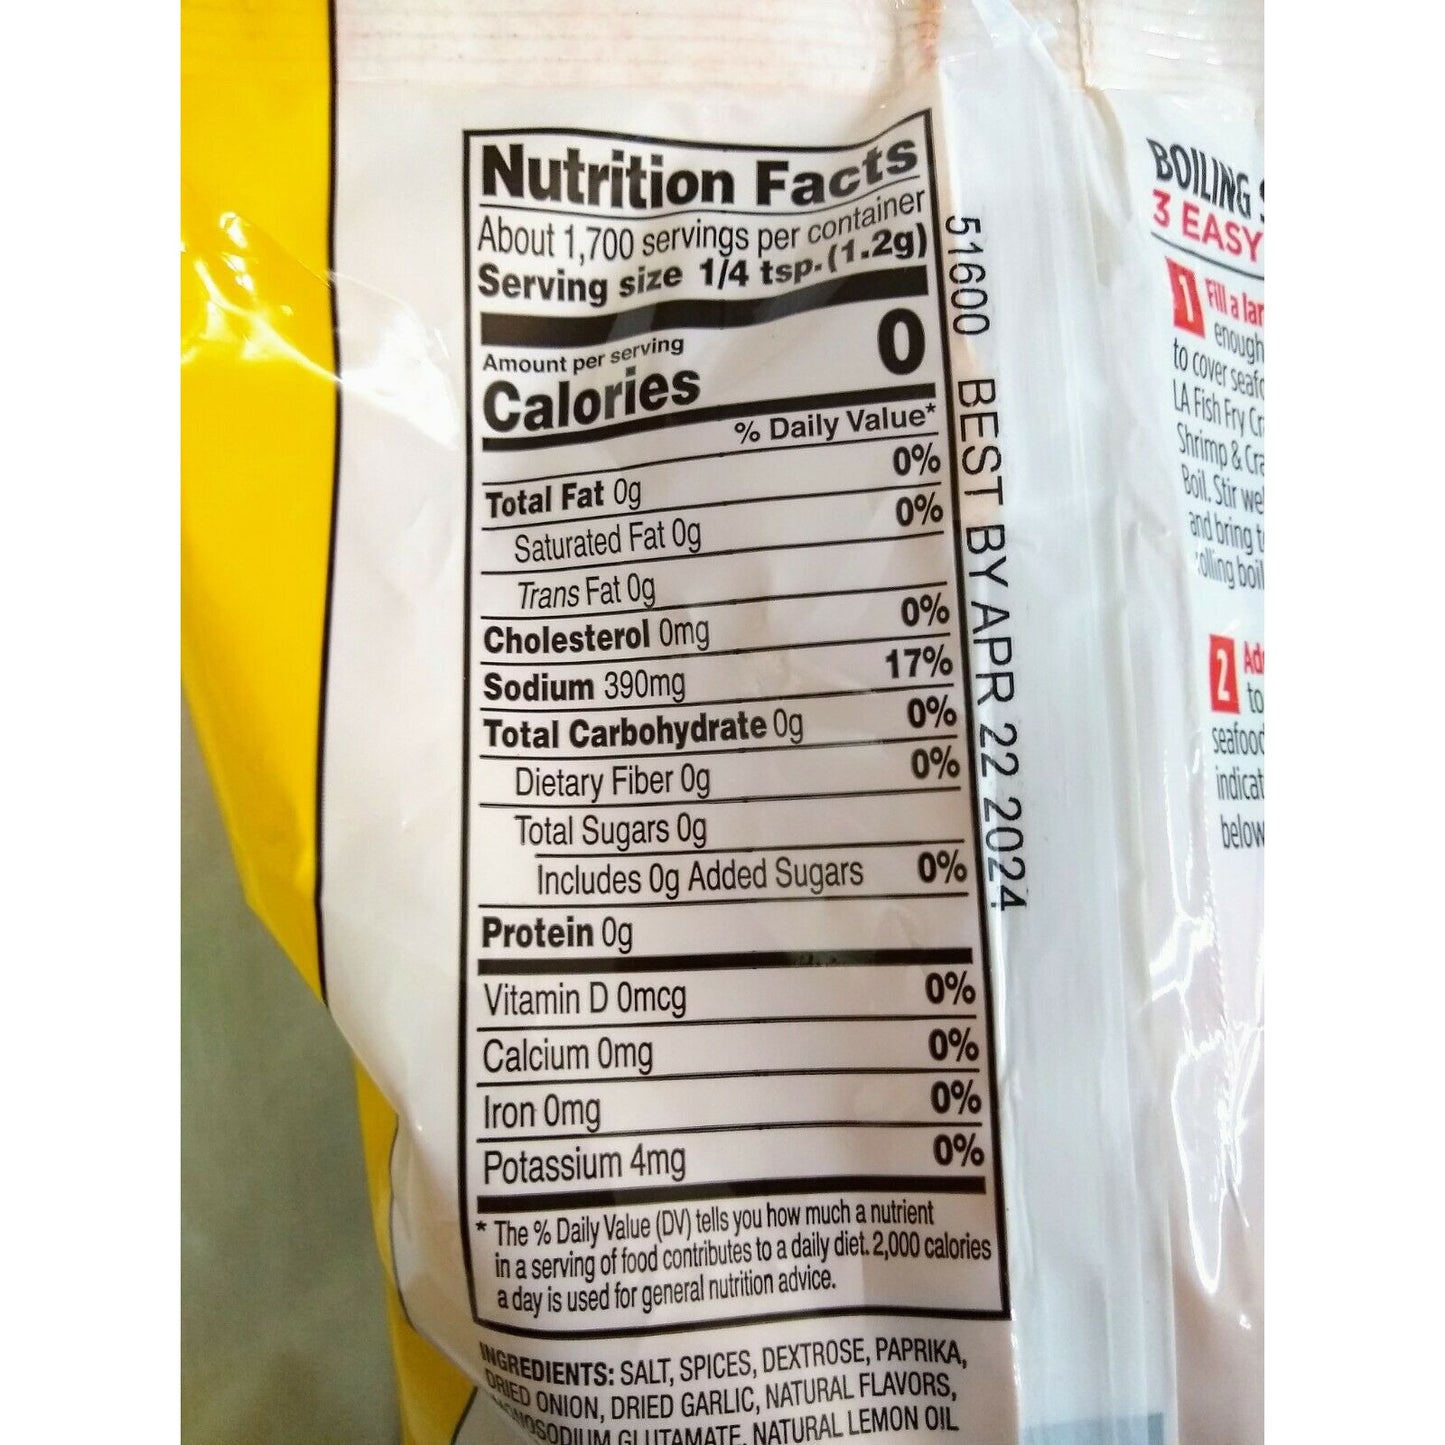 Nutrition Facts
About 1,700 servings per container
Serving size 1/4 tsp. (1.2g)
Amount per serving
Calories 0
% Daily Value*
Total Fat 0g 0%
Saturated Fat 0g 0%
Trans Fat 0g
Cholesterol 0mg 0%
Sodium 390mg 17%
Total Carbohydrate 0g 0%
Dietary Fiber 0g 0%
Total Sugars 0g
Includes 0g Added Sugars 0%
Protein 0g
Vitamin D 0mcg 0%
Calcium 0mg 0%
Iron 0mg 0%
Potassium 4mg 0%
* The % Daily Value (DV) tells you how much a nutrient
in a serving of food contributes to a daily diet. 2,000 calories
a day is used for general nutrition advice.
INGREDIENTS: SALT, SPICES, DEXTROSE, PAPRIKA,
DRIED ONION, DRIED GARLIC, NATURAL FLAVORS,
MONOSODIUM GLUTAMATE, NATURAL LEMON OIL
51600 BEST BY APR 22 2024
BOILING
3 EASY
1 Fill a
enough
to cover
LA Fish Fry
Shrimp &
Boil. Stir
and bring
boil
2
to
seafood
below